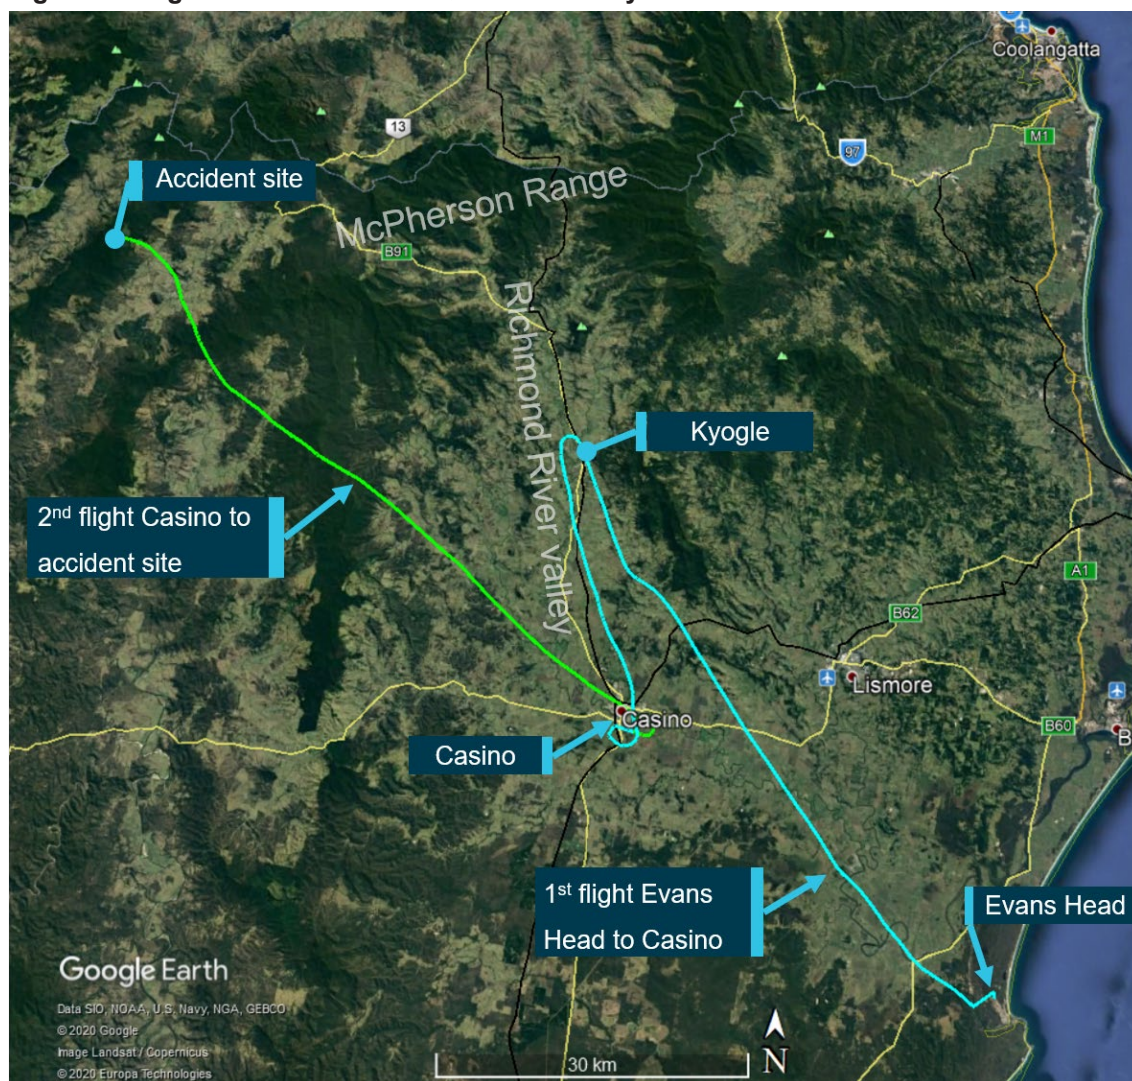 Coolangatta
13
M1
97
Accident site
McPherson Range
B91
Richmond River valley
Kyogle
2nd flight Casino to
accident site
A1
B62
Lismore
Casino
B60
B
Casino
1st flight Evans
Head to Casino
Evans Head
Google Earth
Data SIO, NOAA, U.S. Navy, NGA, GEBCO
© 2020 Google
Image Landsat / Copernicus
© 2020 Europa Technologies
30 km
N